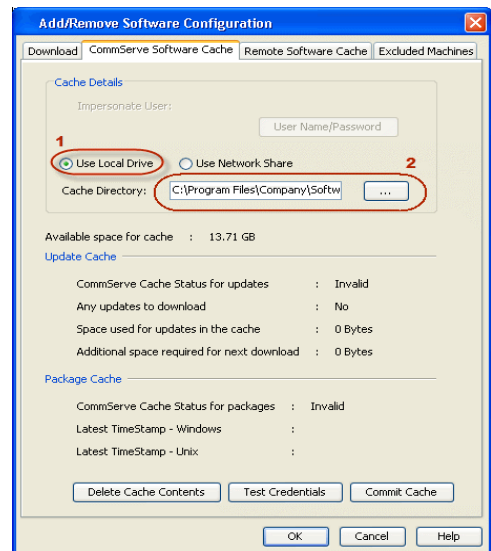 Add/Remove Software Configuration
Download CommServe Software Cache Remote Software Cache Excluded Machines
Cache Details
Impersonate User:
User Name/Password
1
Use Local Drive Use Network Share 2
Cache Directory: C:\Program Files\Company\Softw ...
Available space for cache : 13.71 GB
Update Cache
CommServe Cache Status for updates : Invalid
Any updates to download : No
Space used for updates in the cache : 0 Bytes
Additional space required for next download : 0 Bytes
Package Cache
CommServe Cache Status for packages : Invalid
Latest TimeStamp - Windows :
Latest TimeStamp - Unix :
Delete Cache Contents Test Credentials Commit Cache
OK Cancel Help